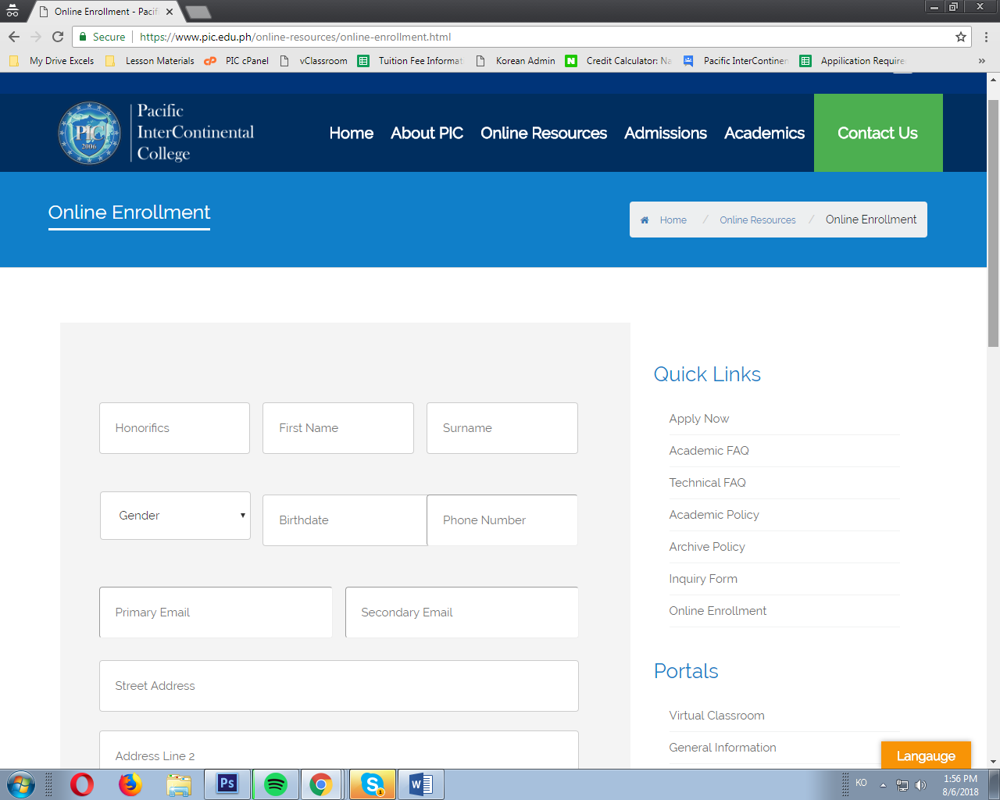 Online Enrollment - Pacif
Secure
https://www.pic.edu.ph/online-resources/online-enrollment.html
My Drive Excels
Lesson Materials
PIC cPanel
vClassroom
Tuition Fee Informat
Korean Admin
Credit Calculator: Na
Pacific InterContinen
Appilication Require
PIC
2006
Pacific
InterContinental
College
Home
About PIC
Online Resources
Admissions
Academics
Contact Us
Online Enrollment
Home / Online Resources / Online Enrollment
Honorifics
First Name
Surname
Gender
Birthdate
Phone Number
Primary Email
Secondary Email
Street Address
Address Line 2
Quick Links
Apply Now
Academic FAQ
Technical FAQ
Academic Policy
Archive Policy
Inquiry Form
Online Enrollment
Portals
Virtual Classroom
General Information
Langauge
Ps
1
KO
1:56 PM
8/6/2018